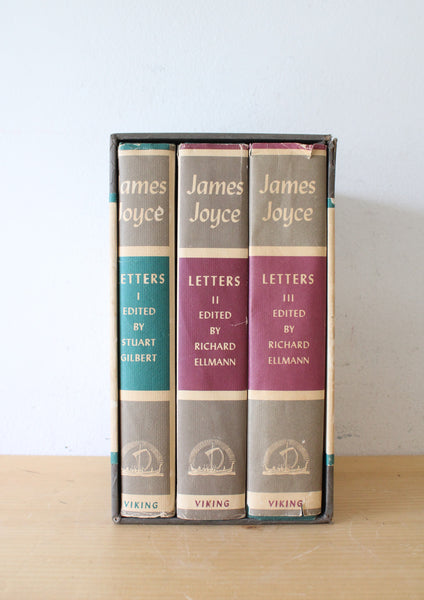 James
Joyce
LETTERS
I
EDITED
BY
STUART
GILBERT
VIKING
James
Joyce
LETTERS
II
EDITED
BY
RICHARD
ELLMANN
VIKING
James
Joyce
LETTERS
III
EDITED
BY
RICHARD
ELLMANN
VIKING